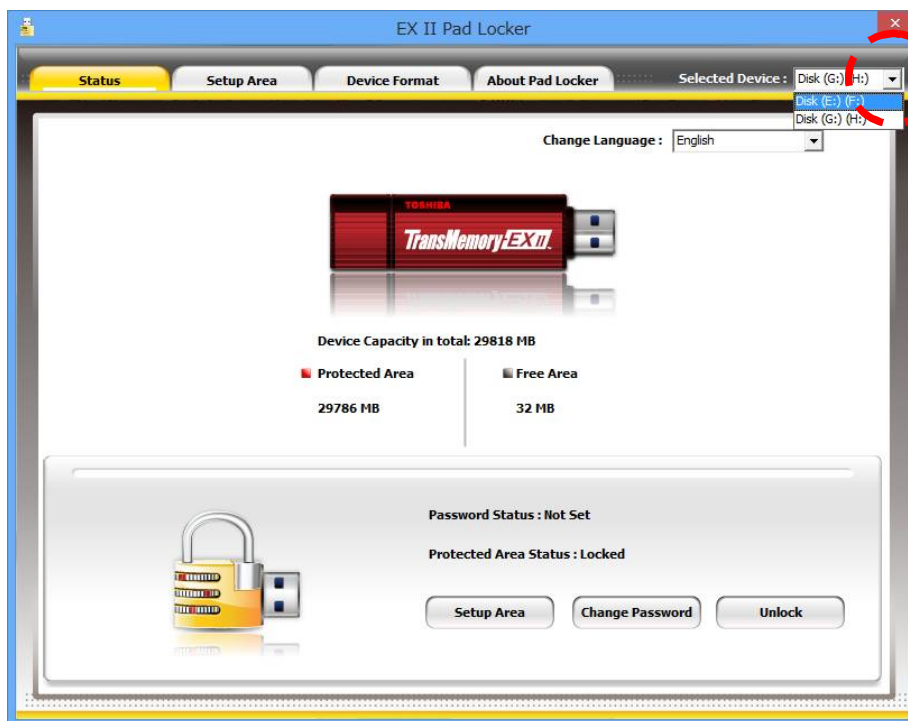 EX II Pad Locker
Status Setup Area Device Format About Pad Locker Selected Device : Disk (G:) (H:)
Disk (E:) (F:)
Disk (G:) (H:)
Change Language : English
TOSHIBA
TransMemory-EX II
Device Capacity in total: 29818 MB
Protected Area Free Area
29786 MB 32 MB
Password Status : Not Set
Protected Area Status : Locked
Setup Area Change Password Unlock